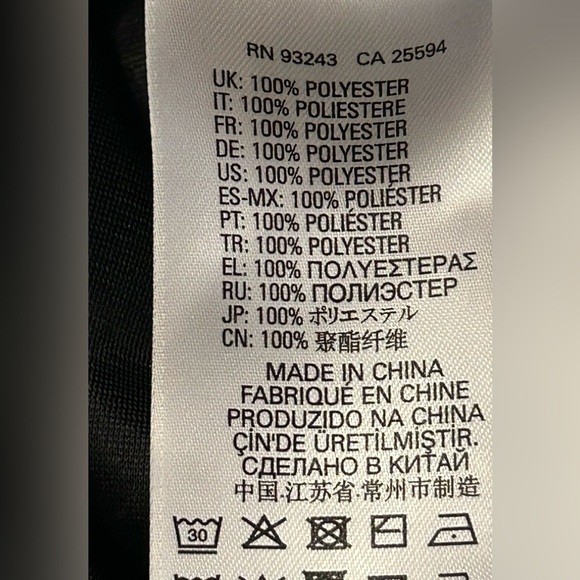 RN 93243 CA 25594
UK: 100% POLYESTER
IT: 100% POLIESTERE
FR: 100% POLYESTER
DE: 100% POLYESTER
US: 100% POLYESTER
ES-MX: 100% POLIÉSTER
PT: 100% POLIÉSTER
TR: 100% POLYESTER
EL: 100% ΠΟΛΥΕΣΤΕΡΑΣ
RU: 100% ПОЛИЭСТЕР
JP: 100% ポリエステル
CN: 100% 聚酯纤维
MADE IN CHINA
FABRIQUÉ EN CHINE
PRODUZIDO NA CHINA
ÇİN'DE ÜRETİLMİŞTİR.
СДЕЛАНО В КИТАЙ
中国.江苏省.常州市制造
30